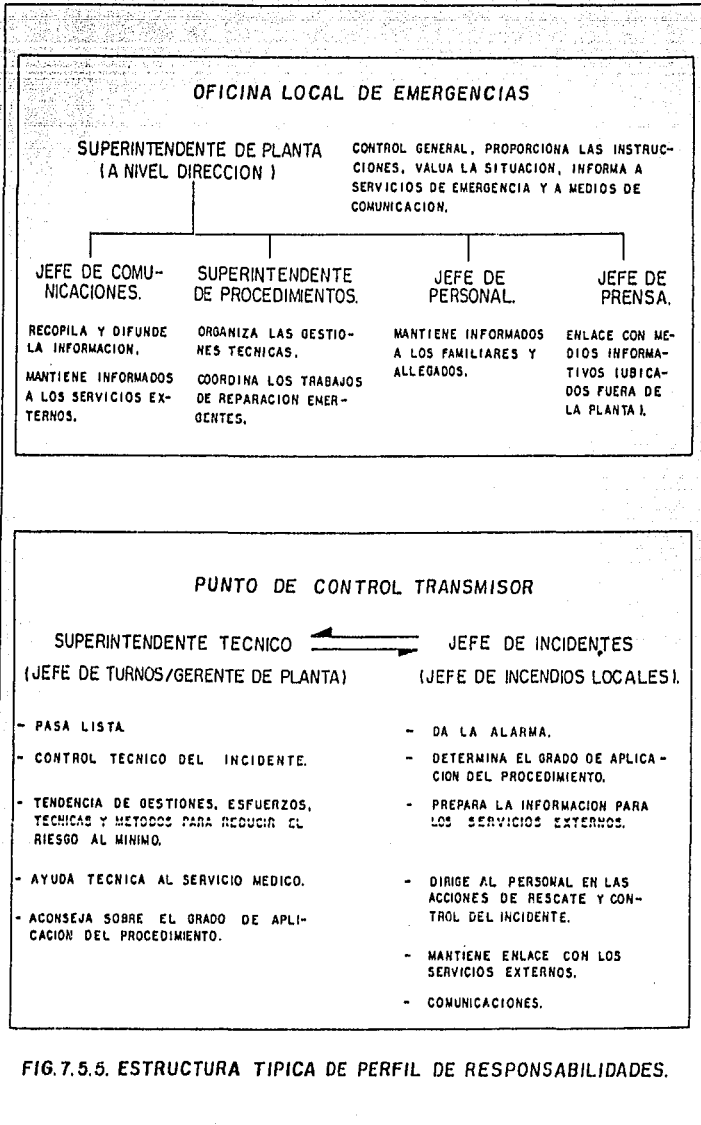 OFICINA LOCAL DE EMERGENCIAS
SUPERINTENDENTE DE PLANTA
(A NIVEL DIRECCION)
CONTROL GENERAL, PROPORCIONA LAS INSTRUC-
CIONES, VALUA LA SITUACION, INFORMA A
SERVICIOS DE EMERGENCIA Y A MEDIOS DE
COMUNICACION.
JEFE DE COMU-
NICACIONES.
RECOPILA Y DIFUNDE
LA INFORMACION.
MANTIENE INFORMADOS
A LOS SERVICIOS EX-
TERNOS.
SUPERINTENDENTE
DE PROCEDIMIENTOS.
ORGANIZA LAS GESTIO-
NES TECNICAS.
COORDINA LOS TRABAJOS
DE REPARACION EMER-
GENTES.
JEFE DE
PERSONAL.
MANTIENE INFORMADOS
A LOS FAMILIARES Y
ALLEGADOS.
JEFE DE
PRENSA.
ENLACE CON ME-
DIOS INFORMA-
TIVOS (UBICA-
DOS FUERA DE
LA PLANTA).
PUNTO DE CONTROL TRANSMISOR
SUPERINTENDENTE TECNICO
(JEFE DE TURNOS/GERENTE DE PLANTA)
- PASA LISTA
- CONTROL TECNICO DEL INCIDENTE.
- TENDENCIA DE GESTIONES, ESFUERZOS,
TECNICAS Y METODOS PARA REDUCIR EL
RIESGO AL MINIMO.
- AYUDA TECNICA AL SERVICIO MEDICO.
- ACONSEJA SOBRE EL GRADO DE APLI-
CACION DEL PROCEDIMIENTO.
JEFE DE INCIDENTES
(JEFE DE INCENDIOS LOCALES).
- DA LA ALARMA.
- DETERMINA EL GRADO DE APLICA-
CION DEL PROCEDIMIENTO.
- PREPARA LA INFORMACION PARA
LOS SERVICIOS EXTERNOS.
- DIRIGE AL PERSONAL EN LAS
ACCIONES DE RESCATE Y CON-
TROL DEL INCIDENTE.
- MANTIENE ENLACE CON LOS
SERVICIOS EXTERNOS.
- COMUNICACIONES.
FIG. 7.5.5. ESTRUCTURA TIPICA DE PERFIL DE RESPONSABILIDADES.